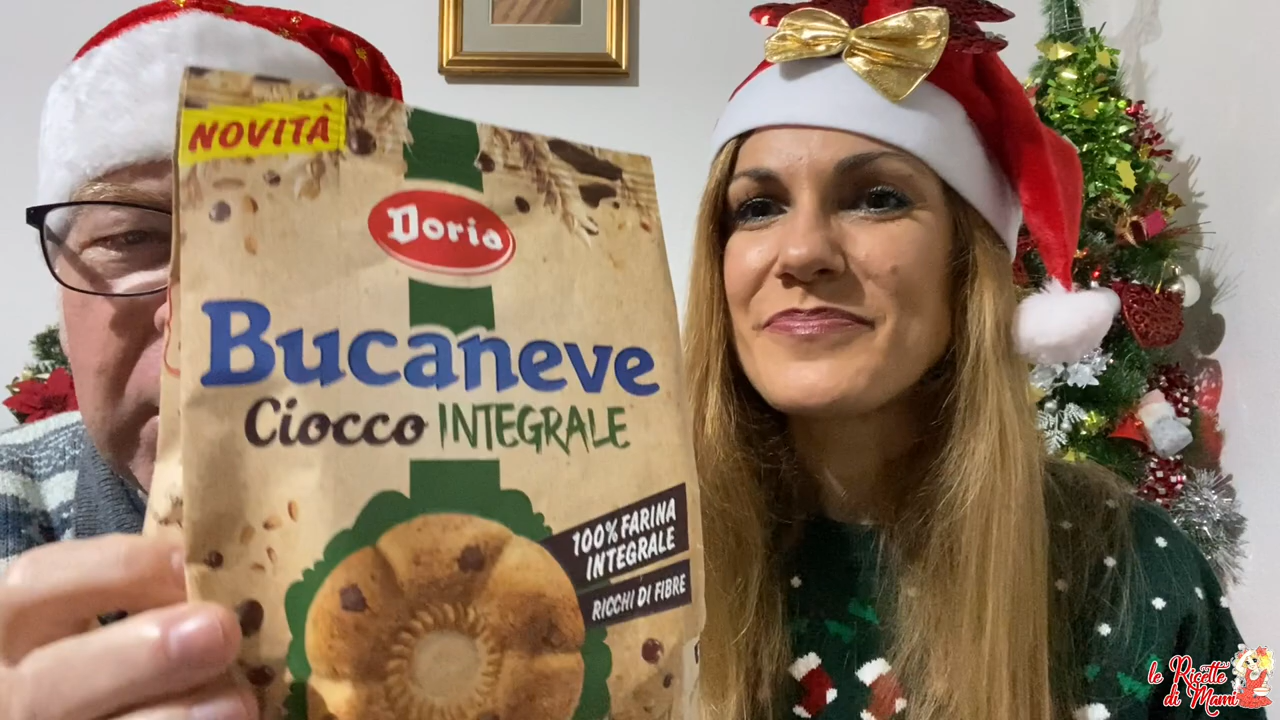 NOVITÀ
Doria
Bucaneve
Ciocco INTEGRALE
100% FARINA
INTEGRALE
RICCHI DI FIBRE
le Ricette
di Mami